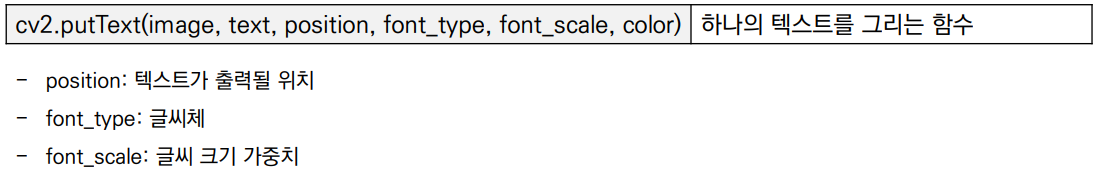 cv2.putText(image, text, position, font_type, font_scale, color) 하나의 텍스트를 그리는 함수
- position: 텍스트가 출력될 위치
- font_type: 글씨체
- font_scale: 글씨 크기 가중치